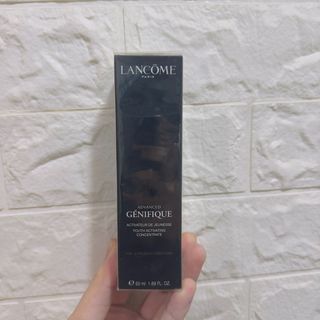 LANCÔME
PARIS
ADVANCED
GÉNIFIQUE
ACTIVATEUR DE JEUNESSE
YOUTH ACTIVATING
CONCENTRATE
e 50 ml 1.69 FL. OZ.